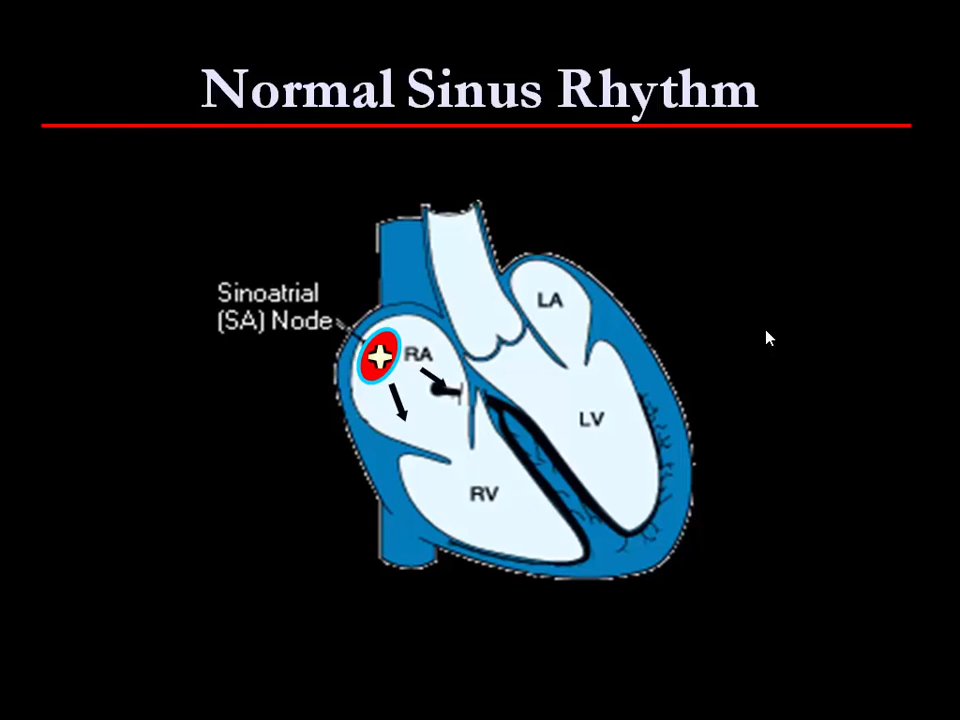 Normal Sinus Rhythm
Sinoatrial
(SA) Node
LA
RA
LV
RV